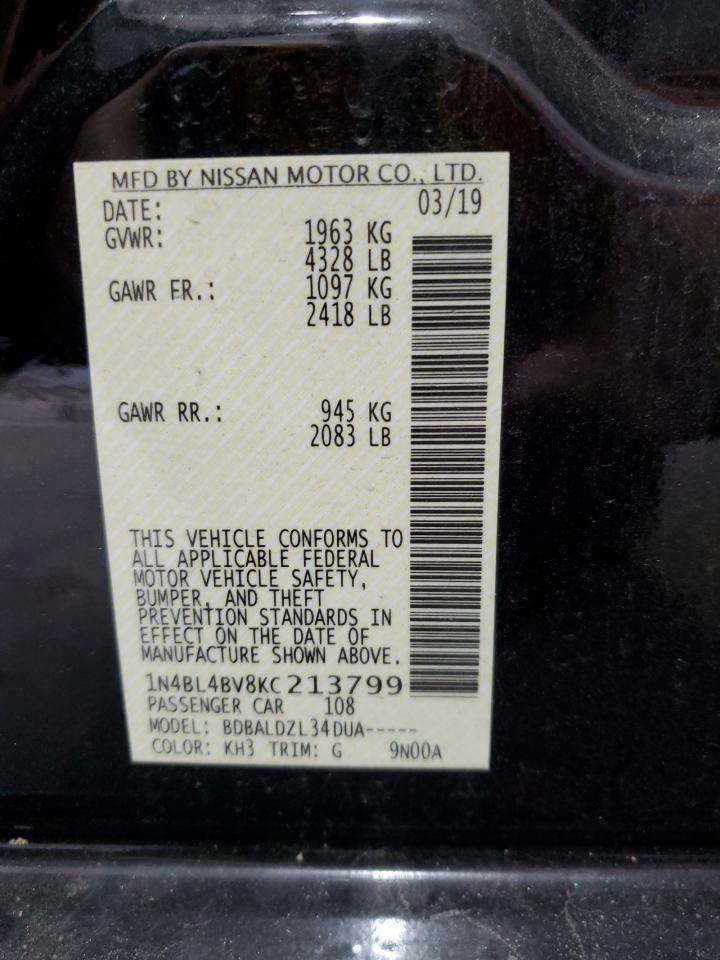 MFD BY NISSAN MOTOR CO., LTD.
DATE: 03/19
GVWR: 1963 KG
4328 LB
GAWR FR.: 1097 KG
2418 LB
GAWR RR.: 945 KG
2083 LB
THIS VEHICLE CONFORMS TO
ALL APPLICABLE FEDERAL
MOTOR VEHICLE SAFETY,
BUMPER, AND THEFT
PREVENTION STANDARDS IN
EFFECT ON THE DATE OF
MANUFACTURE SHOWN ABOVE.
1N4BL4BV8KC213799
PASSENGER CAR 108
MODEL: BDBALDZL34DUA-----
COLOR: KH3 TRIM: G 9N00A